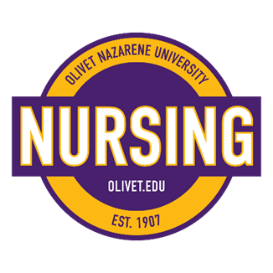 OLIVET NAZARENE UNIVERSITY
NURSING
OLIVET.EDU
EST. 1907